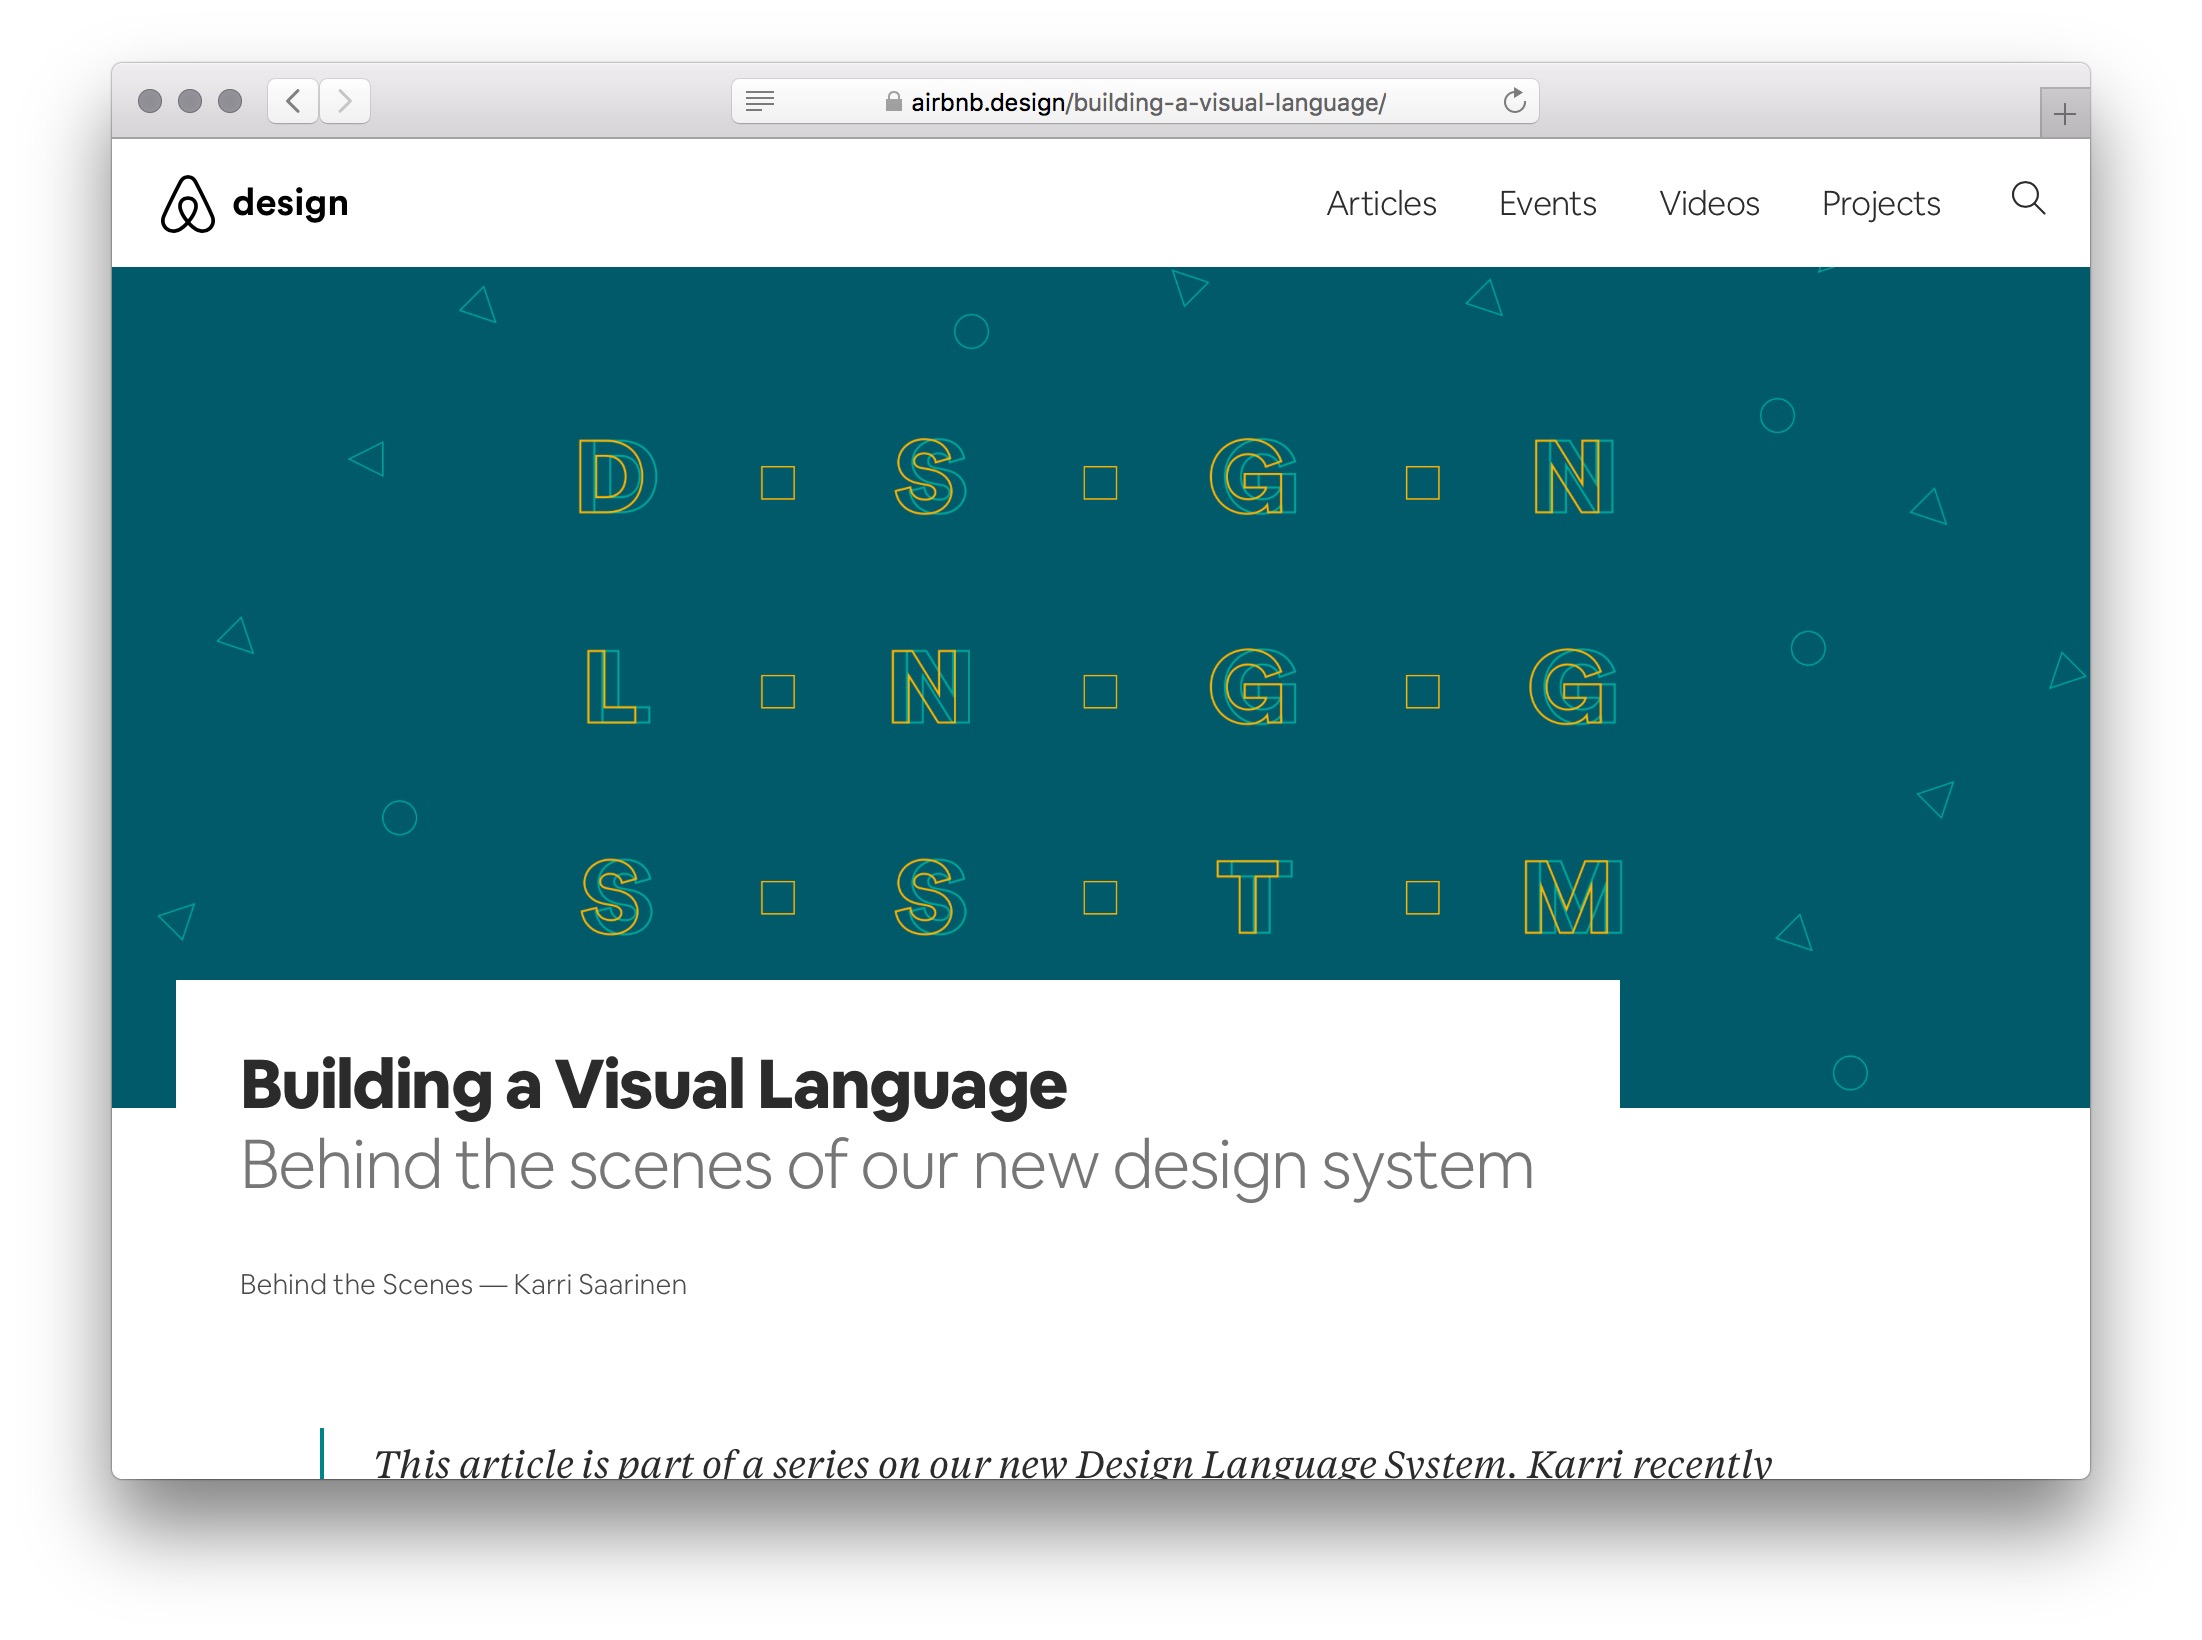 airbnb.design/building-a-visual-language/
design
Articles Events Videos Projects
D S G N
L N G G
S S T M
Building a Visual Language
Behind the scenes of our new design system
Behind the Scenes — Karri Saarinen
This article is part of a series on our new Design Language System. Karri recently